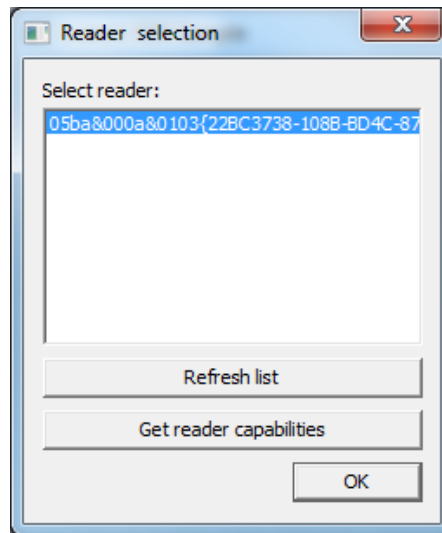 Reader selection
Select reader:
05ba&000a&0103{22BC3738-108B-BD4C-87
Refresh list
Get reader capabilities
OK